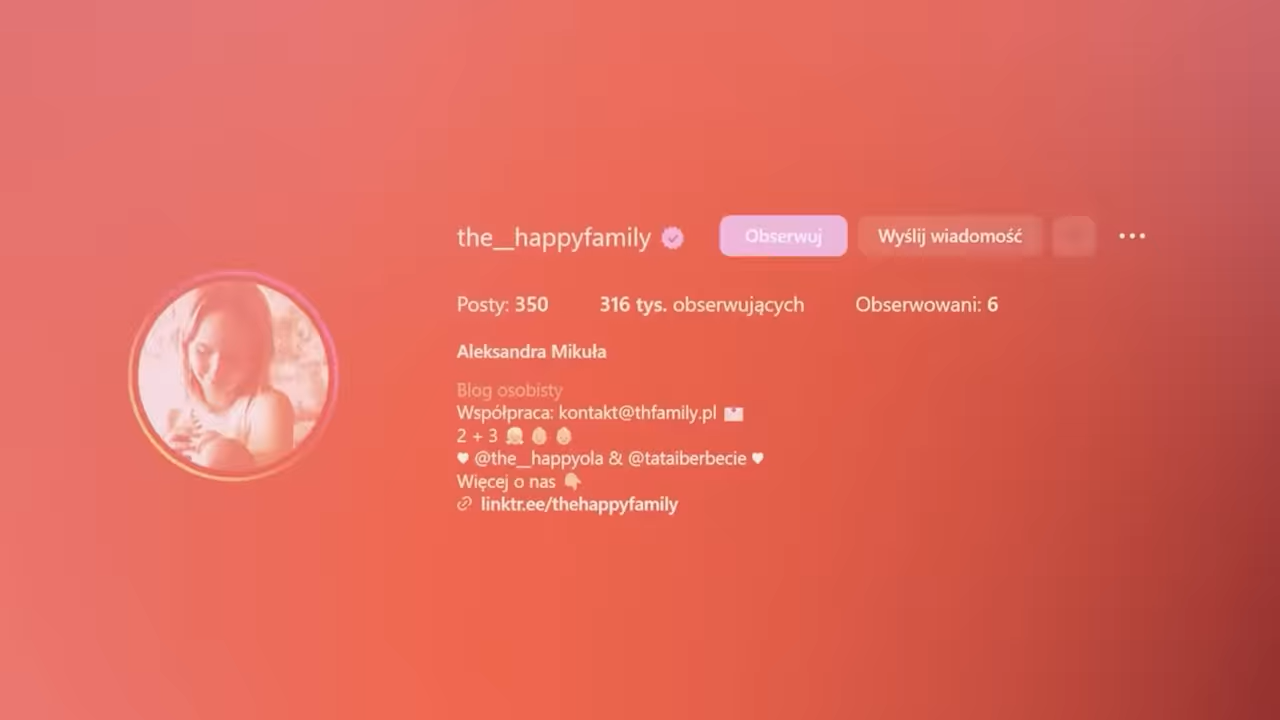 the__happyfamily Obserwuj Wyślij wiadomość
Posty: 350 316 tys. obserwujących Obserwowani: 6
Aleksandra Mikuła
Blog osobisty
Współpraca: kontakt@thfamily.pl 💌
2 + 3 👧🏼 👶🏼 👶🏼
♥ @the__happyola & @tataiberbecie ♥
Więcej o nas 👇🏼
linktr.ee/thehappyfamily